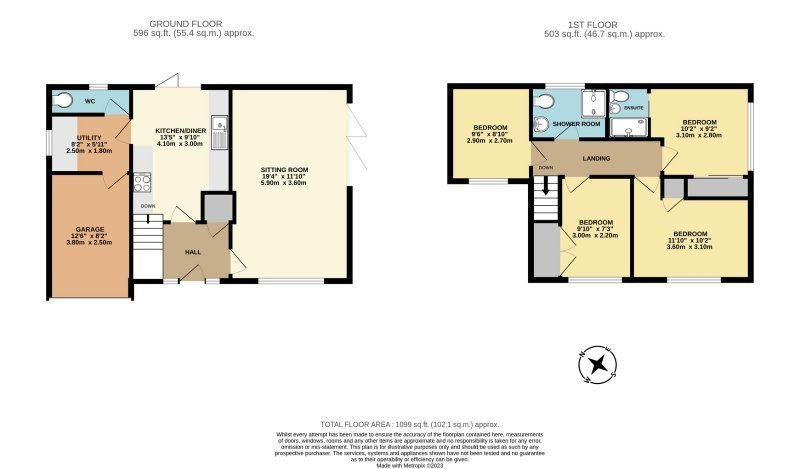 GROUND FLOOR
596 sq.ft. (55.4 sq.m.) approx.
1ST FLOOR
503 sq.ft. (46.7 sq.m.) approx.
WC
UTILITY
8'2" x 5'11"
2.50m x 1.80m
KITCHEN/DINER
13'5" x 9'10"
4.10m x 3.00m
SITTING ROOM
19'4" x 11'10"
5.90m x 3.60m
DOWN
GARAGE
12'6" x 8'2"
3.80m x 2.50m
HALL
BEDROOM
9'6" x 8'10"
2.90m x 2.70m
SHOWER ROOM
ENSUITE
BEDROOM
10'2" x 9'2"
3.10m x 2.80m
LANDING
DOWN
BEDROOM
9'10" x 7'3"
3.00m x 2.20m
BEDROOM
11'10" x 10'2"
3.60m x 3.10m
N
E
S
W
TOTAL FLOOR AREA : 1099 sq.ft. (102.1 sq.m.) approx.
Whilst every attempt has been made to ensure the accuracy of the floorplan contained here, measurements
of doors, windows, rooms and any other items are approximate and no responsibility is taken for any error,
omission or mis-statement. This plan is for illustrative purposes only and should be used as such by any
prospective purchaser. The services, systems and appliances shown have not been tested and no guarantee
as to their operability or efficiency can be given.
Made with Metropix ©2023